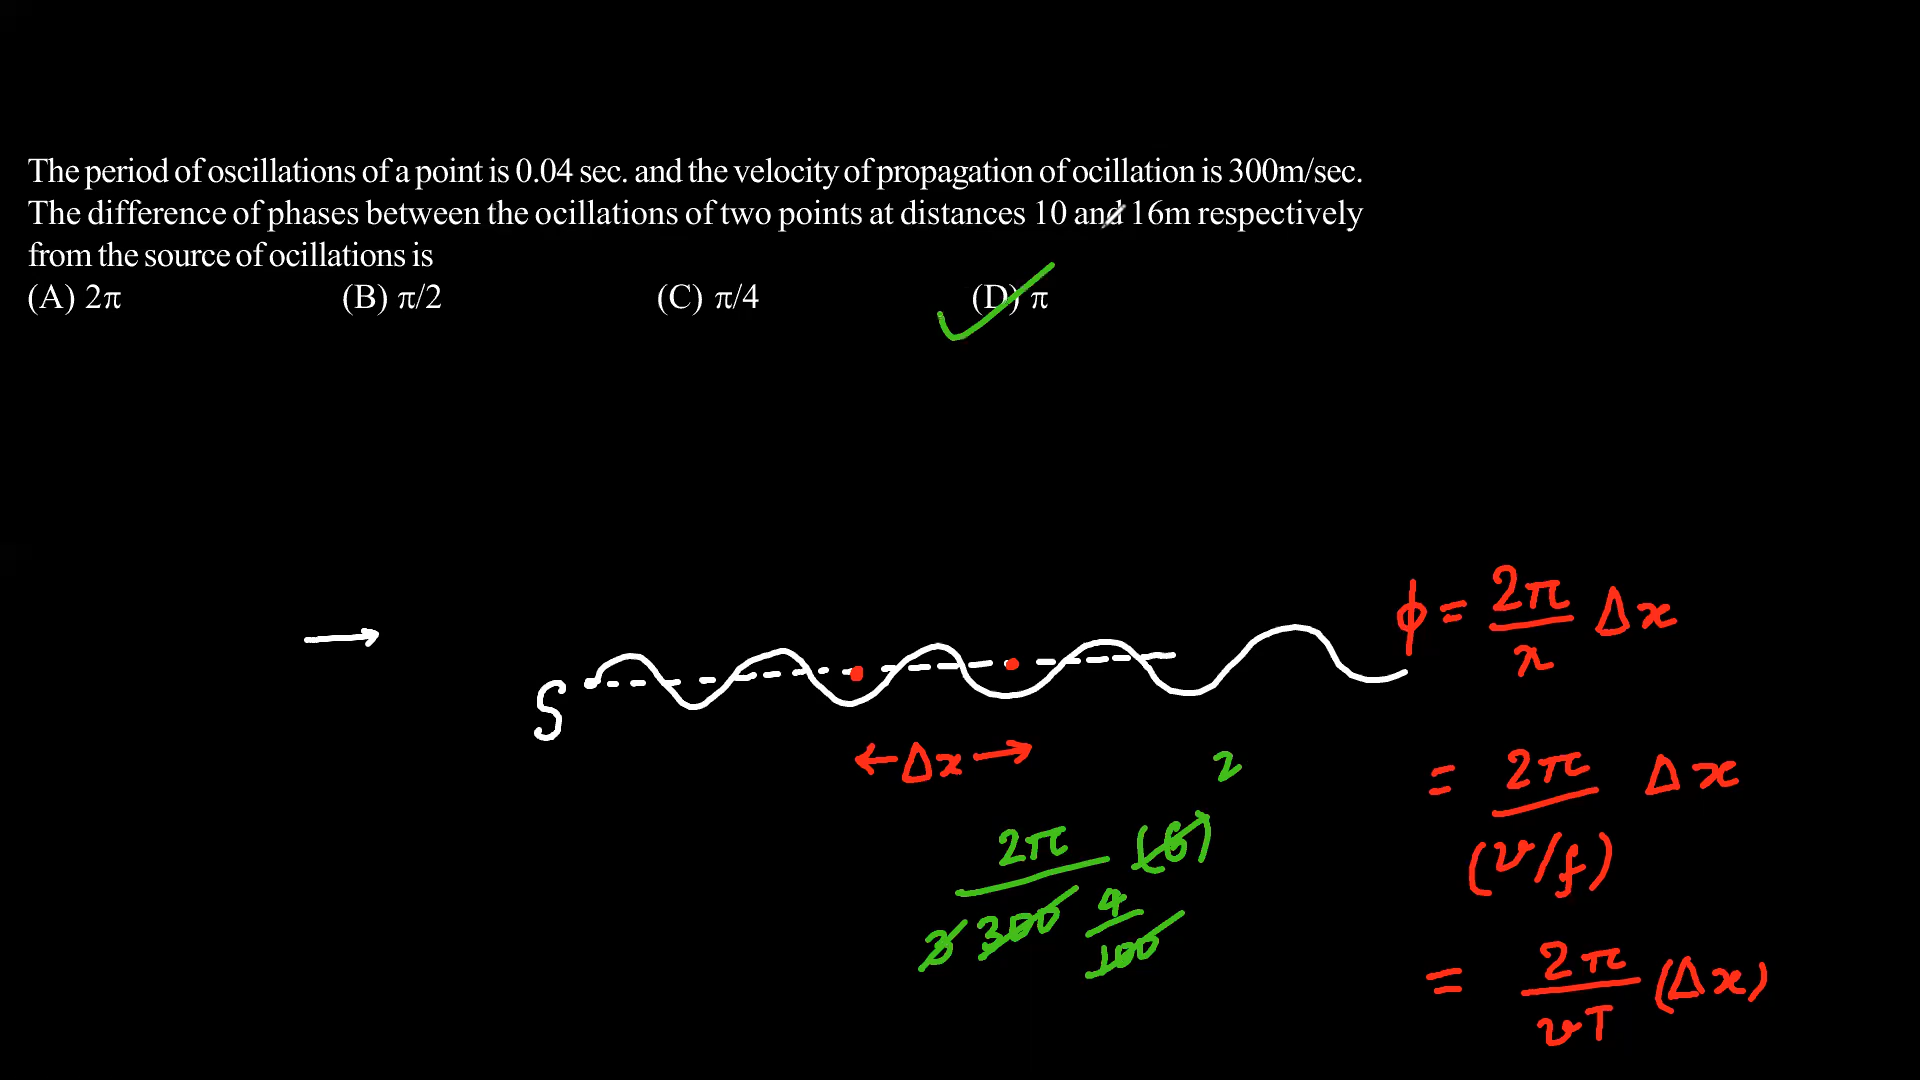 The period of oscillations of a point is 0.04 sec. and the velocity of propagation of ocillation is 300m/sec.
The difference of phases between the ocillations of two points at distances 10 and 16m respectively
from the source of ocillations is
(A) 2π (B) π/2 (C) π/4 (D) π
S
←Δx→
ϕ = 2π/λ Δx
= 2π/(v/f) Δx
= 2π/vT (Δx)
2
2π (6)
3 300 4/100